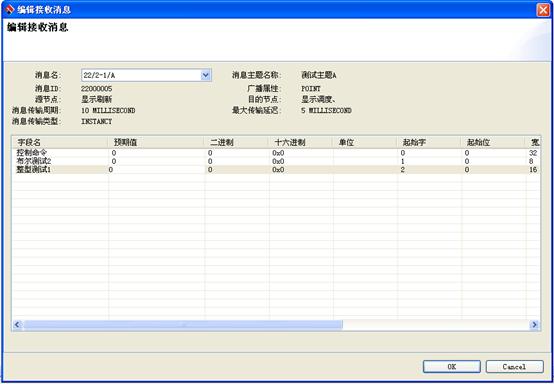 编辑接收消息
编辑接收消息
消息名: 22/2-1/A 消息主题名称: 测试主题A
消息ID: 22000005 广播属性: POINT
源节点: 显示刷新 目的节点: 显示调度、
消息传输周期: 10 MILLISECOND 最大传输延迟: 5 MILLISECOND
消息传输类型: INSTANCY
字段名 预期值 二进制 十六进制 单位 起始字 起始位 宽
控制命令 0 0 0x0 0 0 32
布尔测试2 0 0 0x0 1 0 8
整型测试1 0 0 0x0 2 0 16
OK Cancel